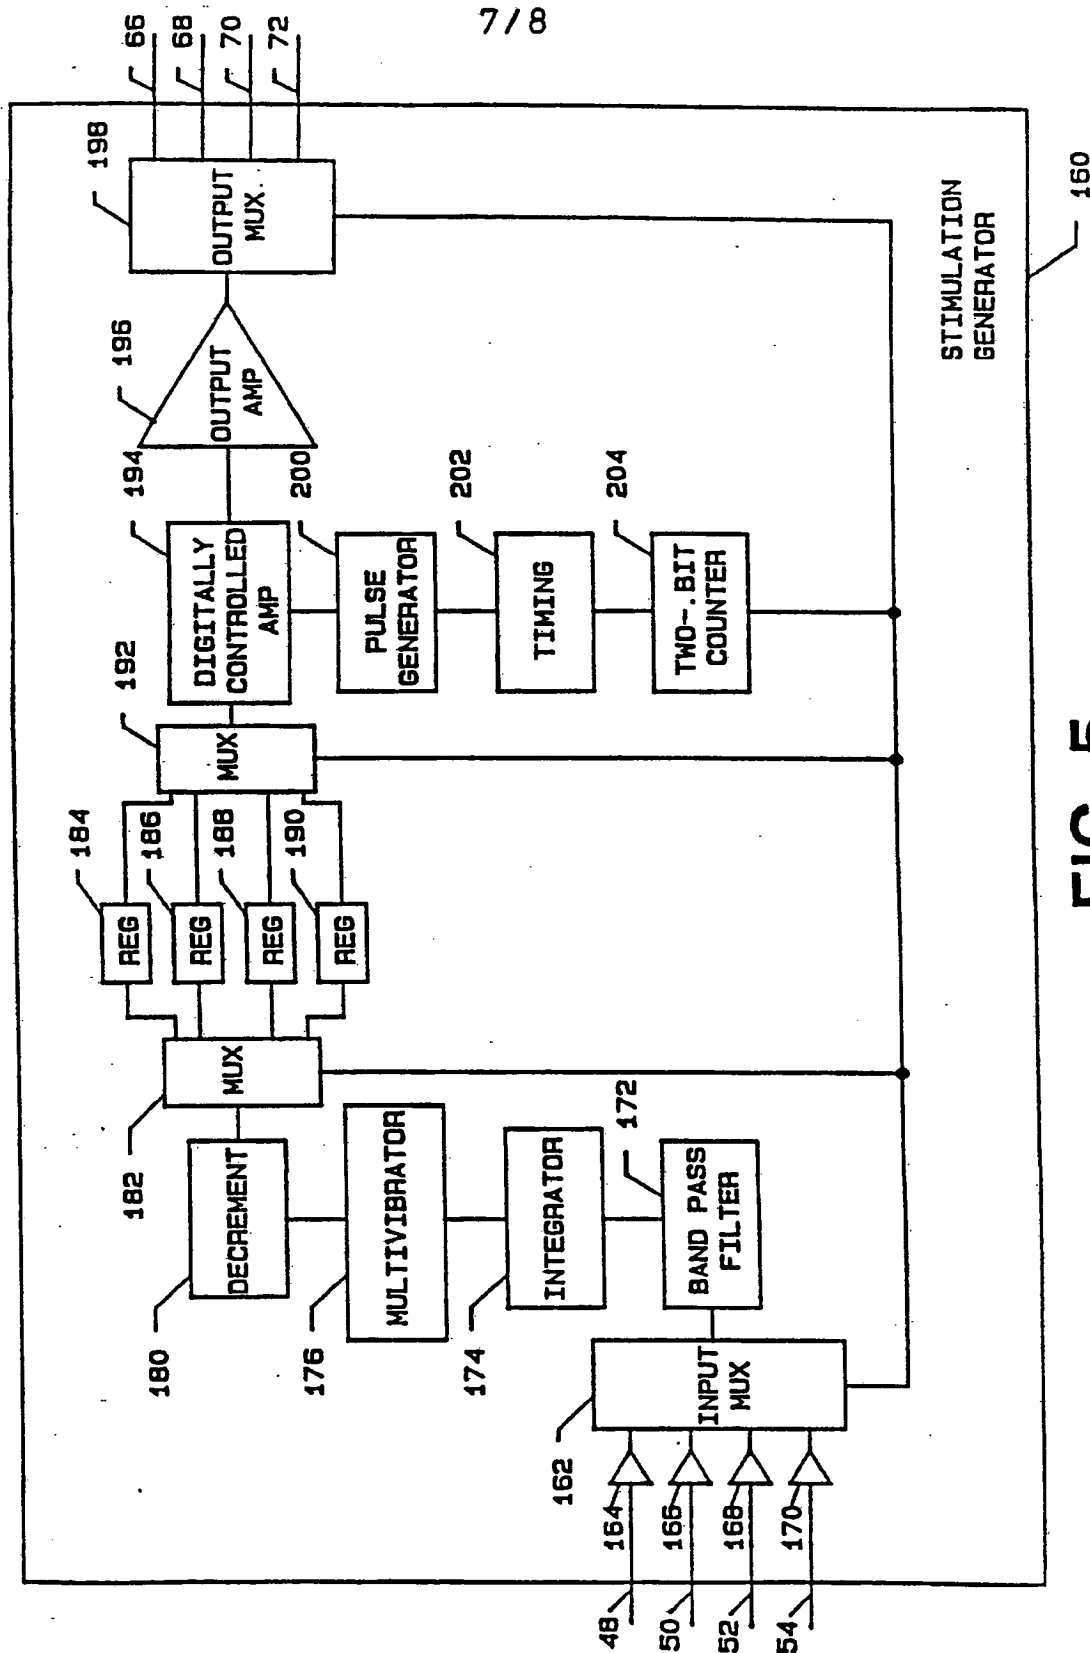 7/8
66
68
70
72
198
OUTPUT
MUX.
196
OUTPUT
AMP
194
DIGITALLY
CONTROLLED
AMP
200
PULSE
GENERATOR
202
TIMING
204
TWO-.BIT
COUNTER
192
MUX
184
REG
186
REG
188
REG
190
REG
182
MUX
180
DECREMENT
176
MULTIVIBRATOR
174
INTEGRATOR
172
BAND PASS
FILTER
162
INPUT
MUX
164
166
168
170
48
50
52
54
STIMULATION
GENERATOR
160